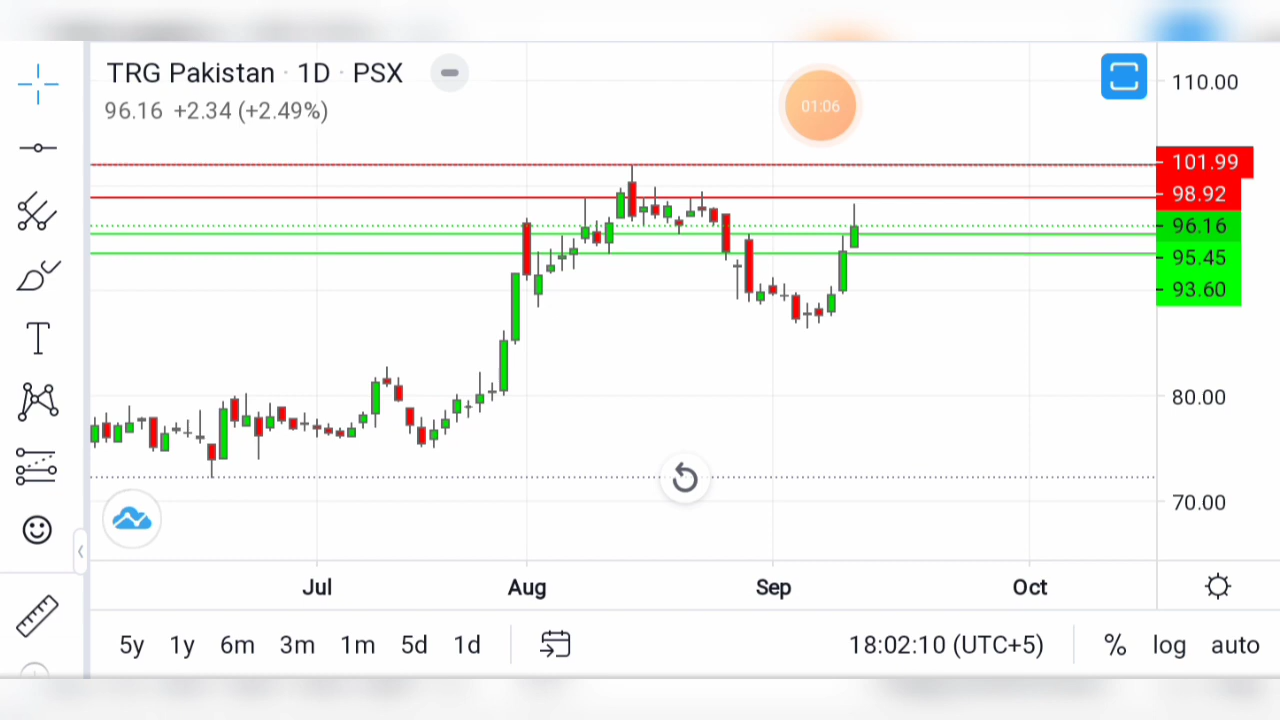 TRG Pakistan · 1D · PSX
96.16 +2.34 (+2.49%)
01:06
110.00
101.99
98.92
96.16
95.45
93.60
80.00
70.00
T
Jul Aug Sep Oct
5y 1y 6m 3m 1m 5d 1d 18:02:10 (UTC+5) % log auto